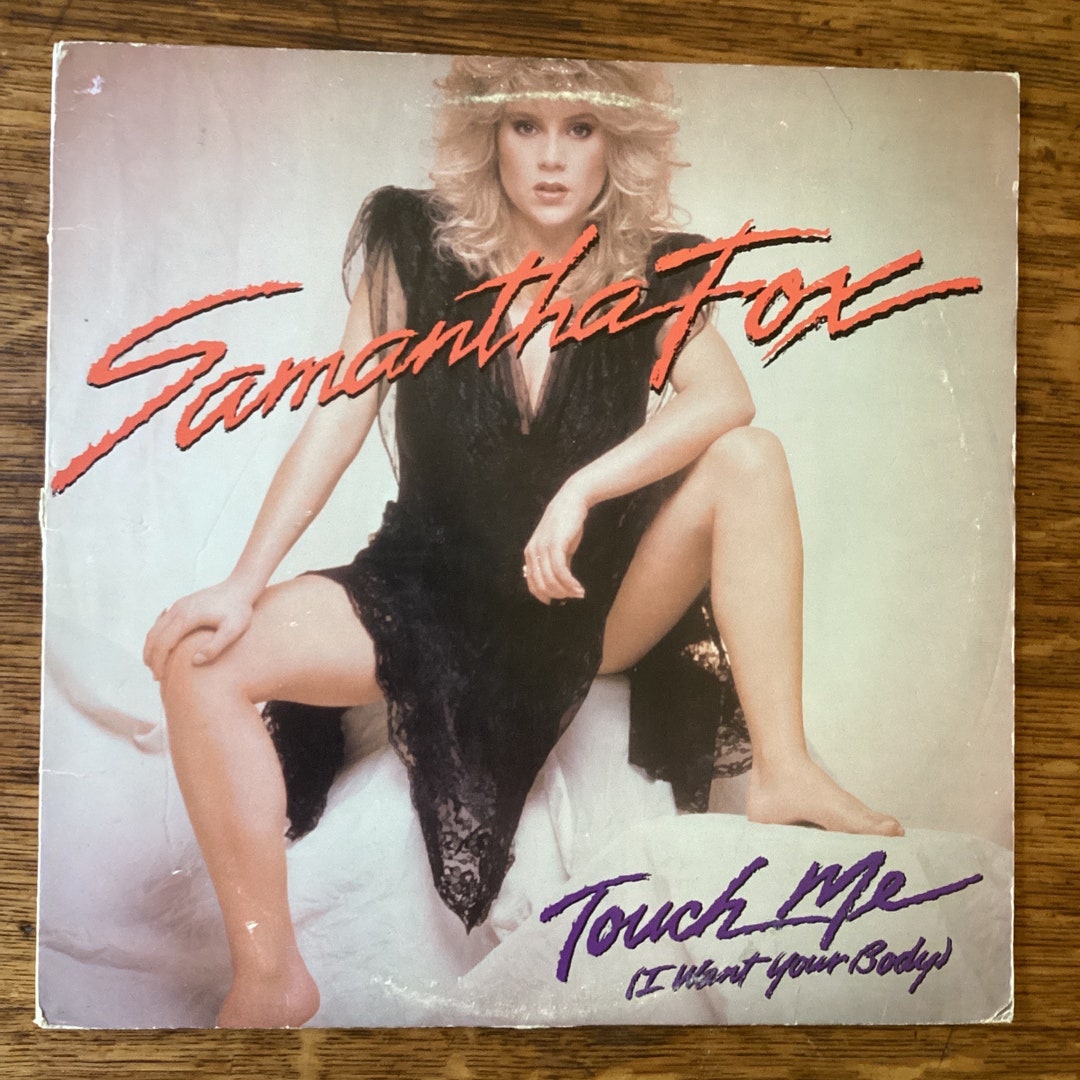 Samantha Fox
Touch Me
(I Want Your Body)